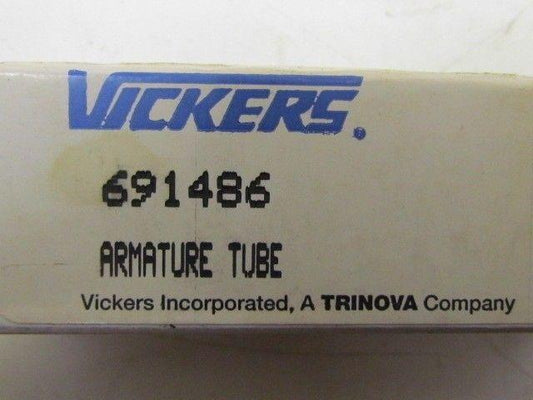 VICKERS®
691486
ARMATURE TUBE
Vickers Incorporated, A TRINOVA Company